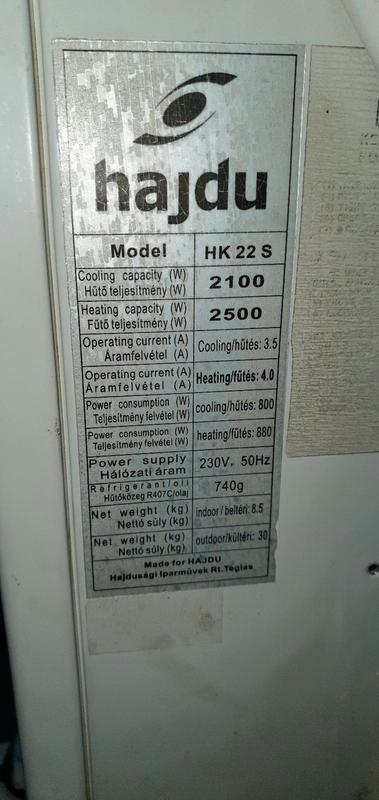 hajdu
Model HK 22 S
Cooling capacity (W) 2100
Hűtő teljesítmény (W)
Heating capacity (W) 2500
Fűtő teljesítmény (W)
Operating current (A) Cooling/hűtés: 3.5
Áramfelvétel (A)
Operating current (A) Heating/fűtés: 4.0
Áramfelvétel (A)
Power consumption (W) cooling/hűtés: 800
Teljesítmény felvétel (W)
Power consumption (W) heating/fűtés: 880
Teljesítmény felvétel (W)
Power supply 230V, 50Hz
Hálózati áram
Refrigerant/oil 740g
Hűtőközeg R407C/olaj
Net weight (kg) indoor / beltéri: 8.5
Nettó súly (kg)
Net weight (kg) outdoor/kültéri: 30
Nettó súly (kg)
Made for HAJDU
Hajdusági Iparmüvek Rt. Téglás